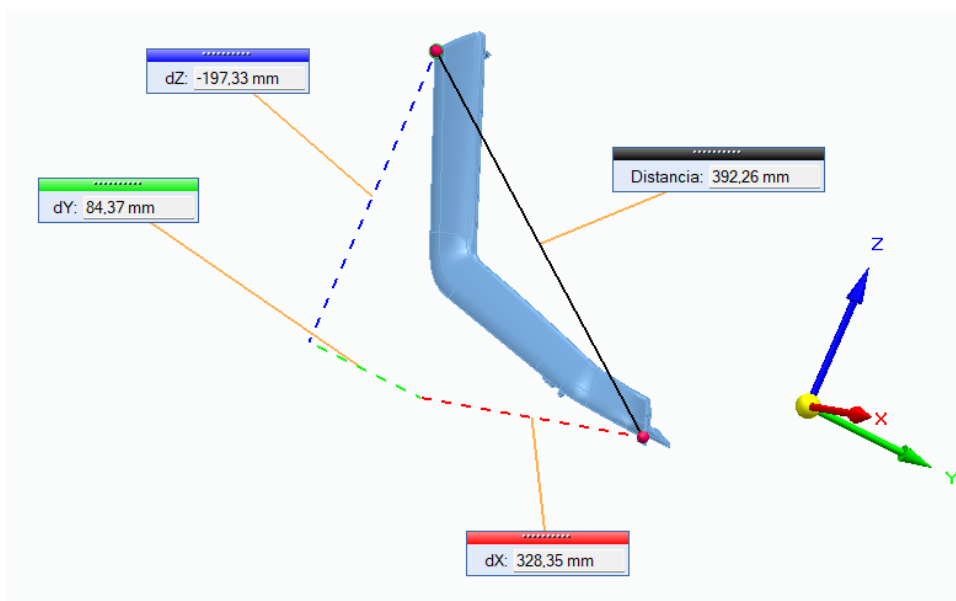 dZ: -197,33 mm
Distancia: 392,26 mm
dY: 84,37 mm
Z
X
Y
dX: 328,35 mm